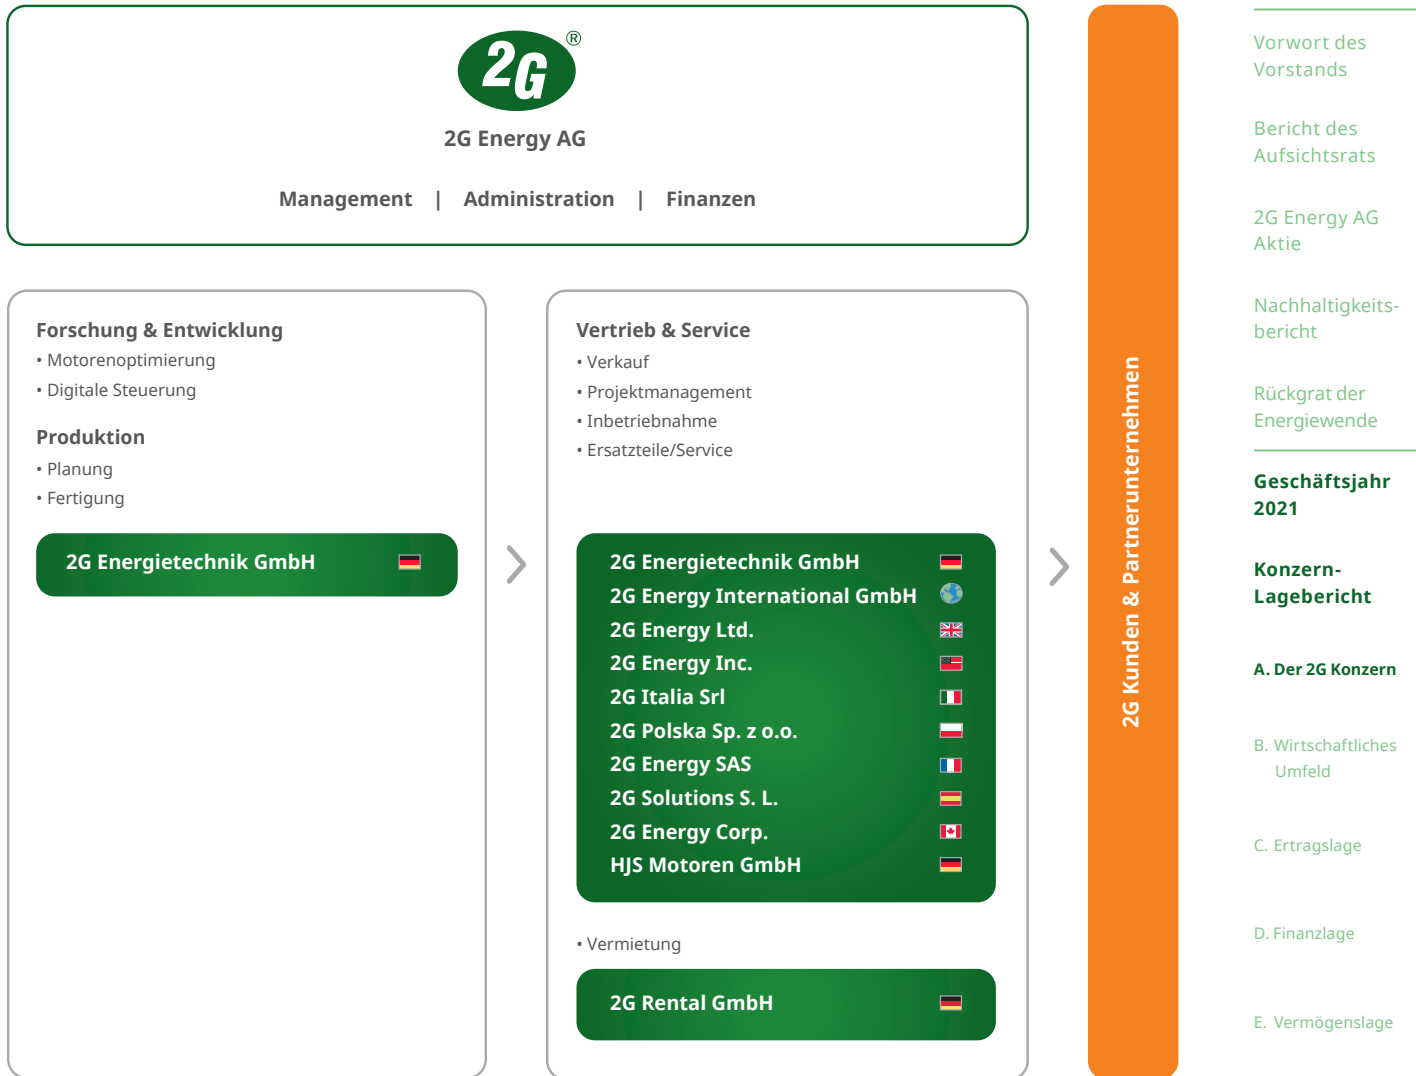 2G®
2G Energy AG
Management | Administration | Finanzen
Forschung & Entwicklung
• Motorenoptimierung
• Digitale Steuerung
Produktion
• Planung
• Fertigung
2G Energietechnik GmbH
Vertrieb & Service
• Verkauf
• Projektmanagement
• Inbetriebnahme
• Ersatzteile/Service
2G Energietechnik GmbH
2G Energy International GmbH
2G Energy Ltd.
2G Energy Inc.
2G Italia Srl
2G Polska Sp. z o.o.
2G Energy SAS
2G Solutions S. L.
2G Energy Corp.
HJS Motoren GmbH
• Vermietung
2G Rental GmbH
2G Kunden & Partnerunternehmen
Vorwort des
Vorstands
Bericht des
Aufsichtsrats
2G Energy AG
Aktie
Nachhaltigkeits-
bericht
Rückgrat der
Energiewende
Geschäftsjahr
2021
Konzern-
Lagebericht
A. Der 2G Konzern
B. Wirtschaftliches
Umfeld
C. Ertragslage
D. Finanzlage
E. Vermögenslage